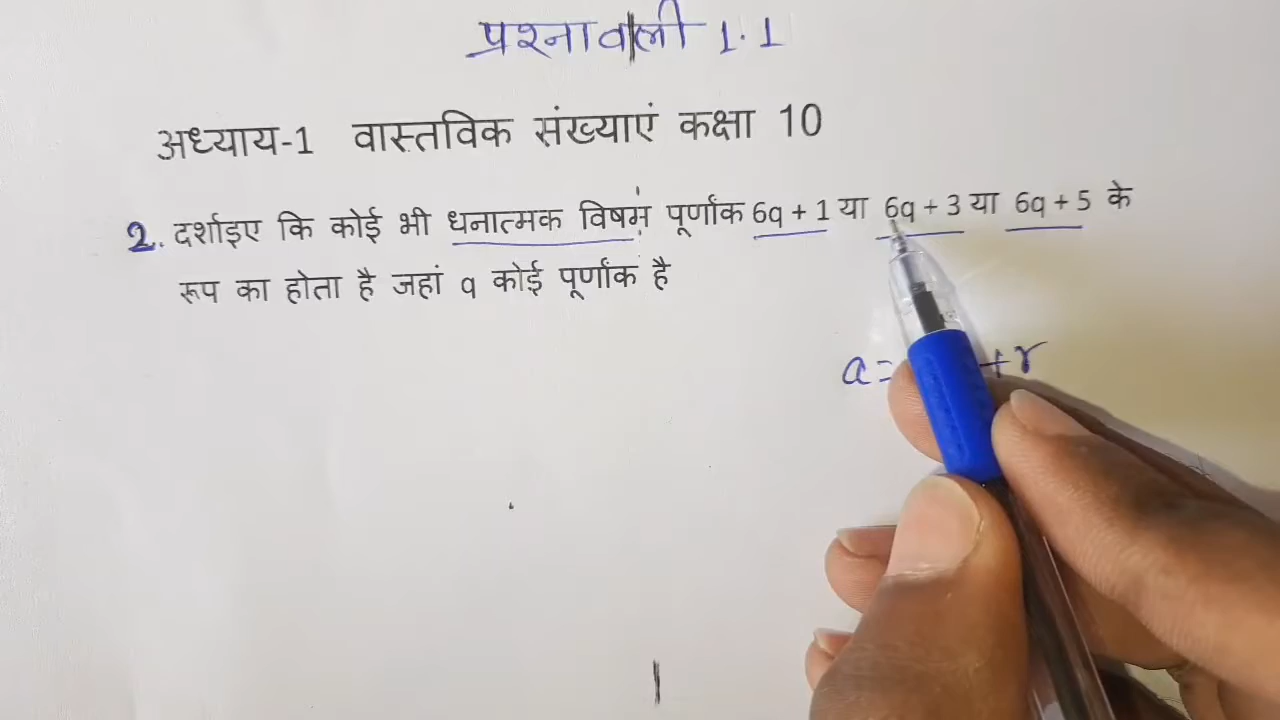 प्रश्नावली 1.1
अध्याय-1 वास्तविक संख्याएं कक्षा 10
2. दर्शाइए कि कोई भी धनात्मक विषम पूर्णांक 6q + 1 या 6q + 3 या 6q + 5 के
रूप का होता है जहां q कोई पूर्णांक है
a= +r